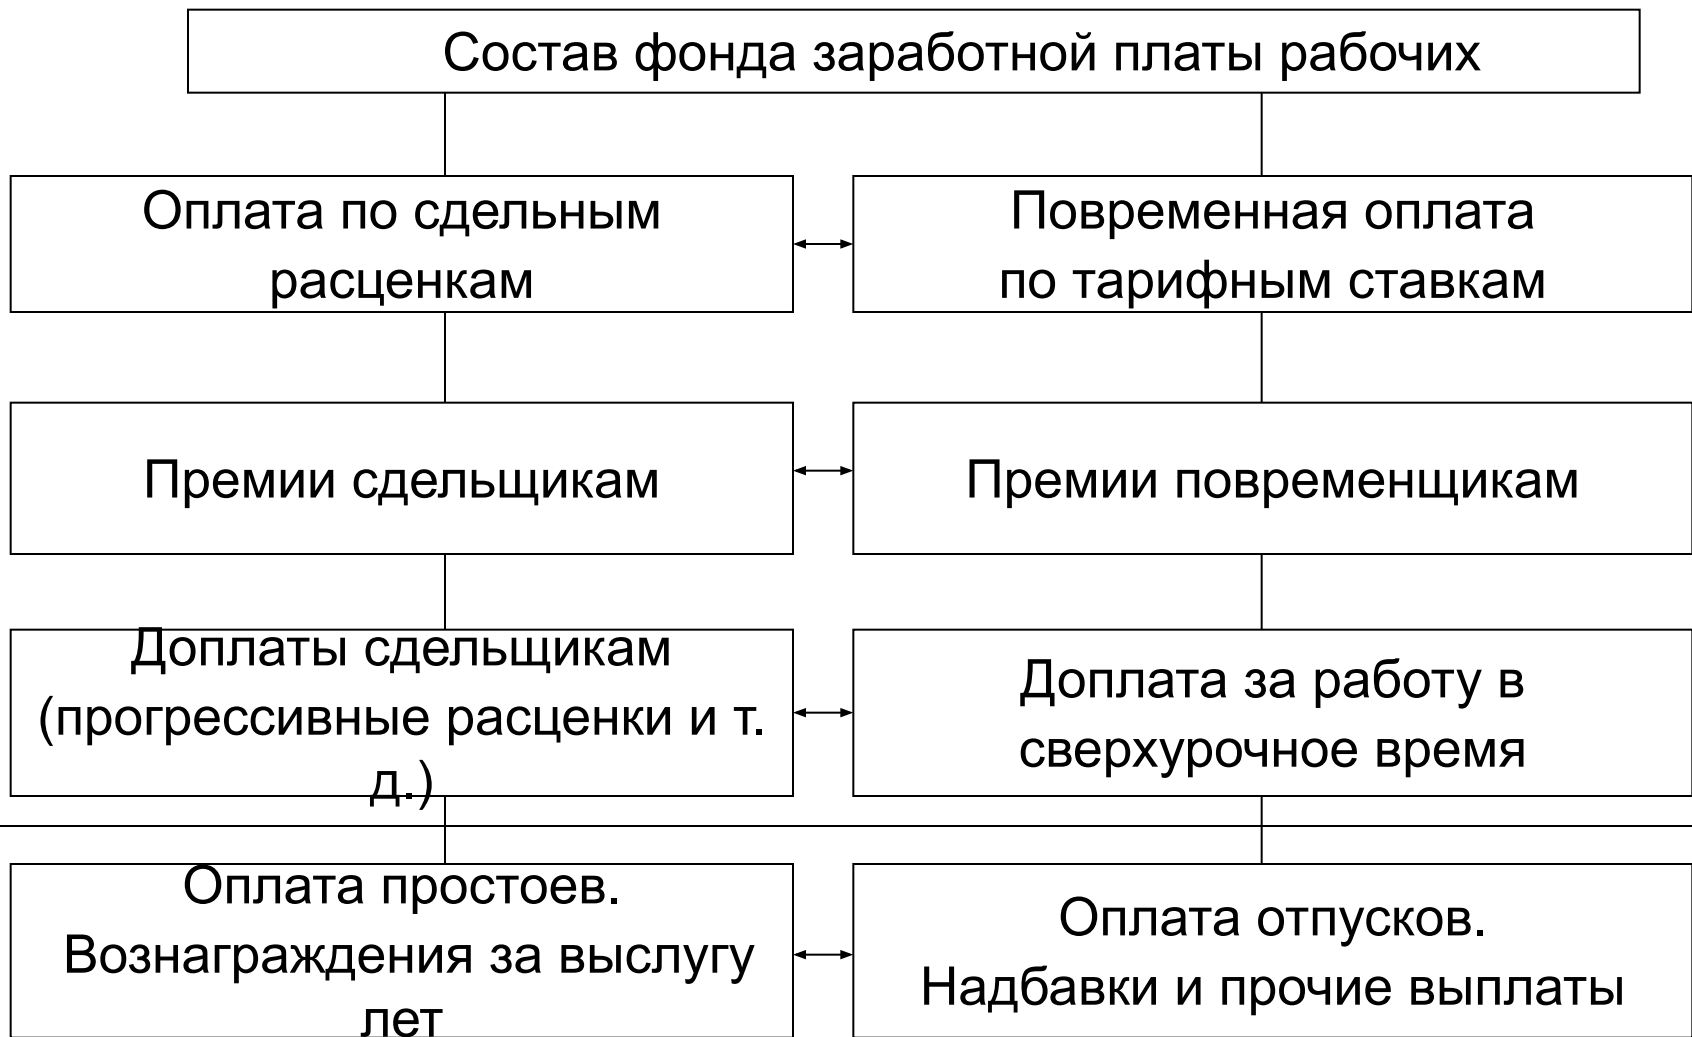 Состав фонда заработной платы рабочих
Оплата по сдельным
расценкам
Повременная оплата
по тарифным ставкам
Премии сдельщикам
Премии повременщикам
Доплаты сдельщикам
(прогрессивные расценки и т.
д.)
Доплата за работу в
сверхурочное время
Оплата простоев.
Вознаграждения за выслугу
лет
Оплата отпусков.
Надбавки и прочие выплаты